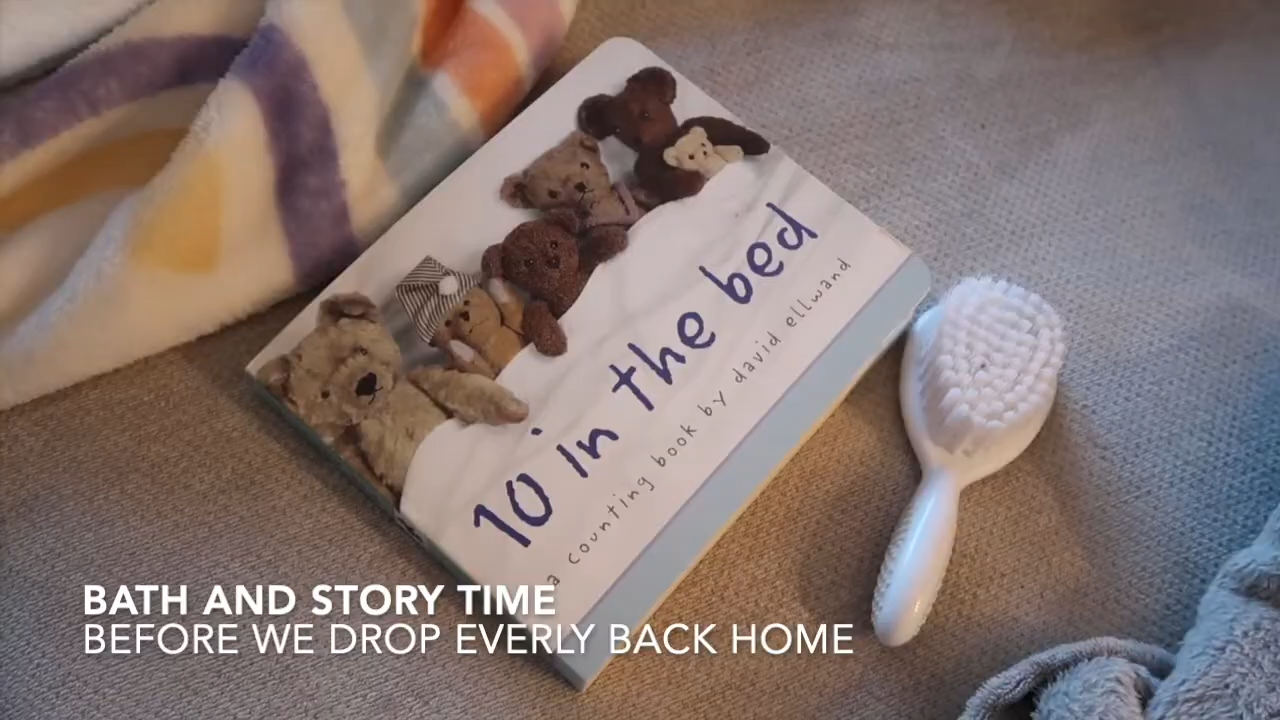 10 in the bed
a counting book by david ellwand
BATH AND STORY TIME
BEFORE WE DROP EVERLY BACK HOME